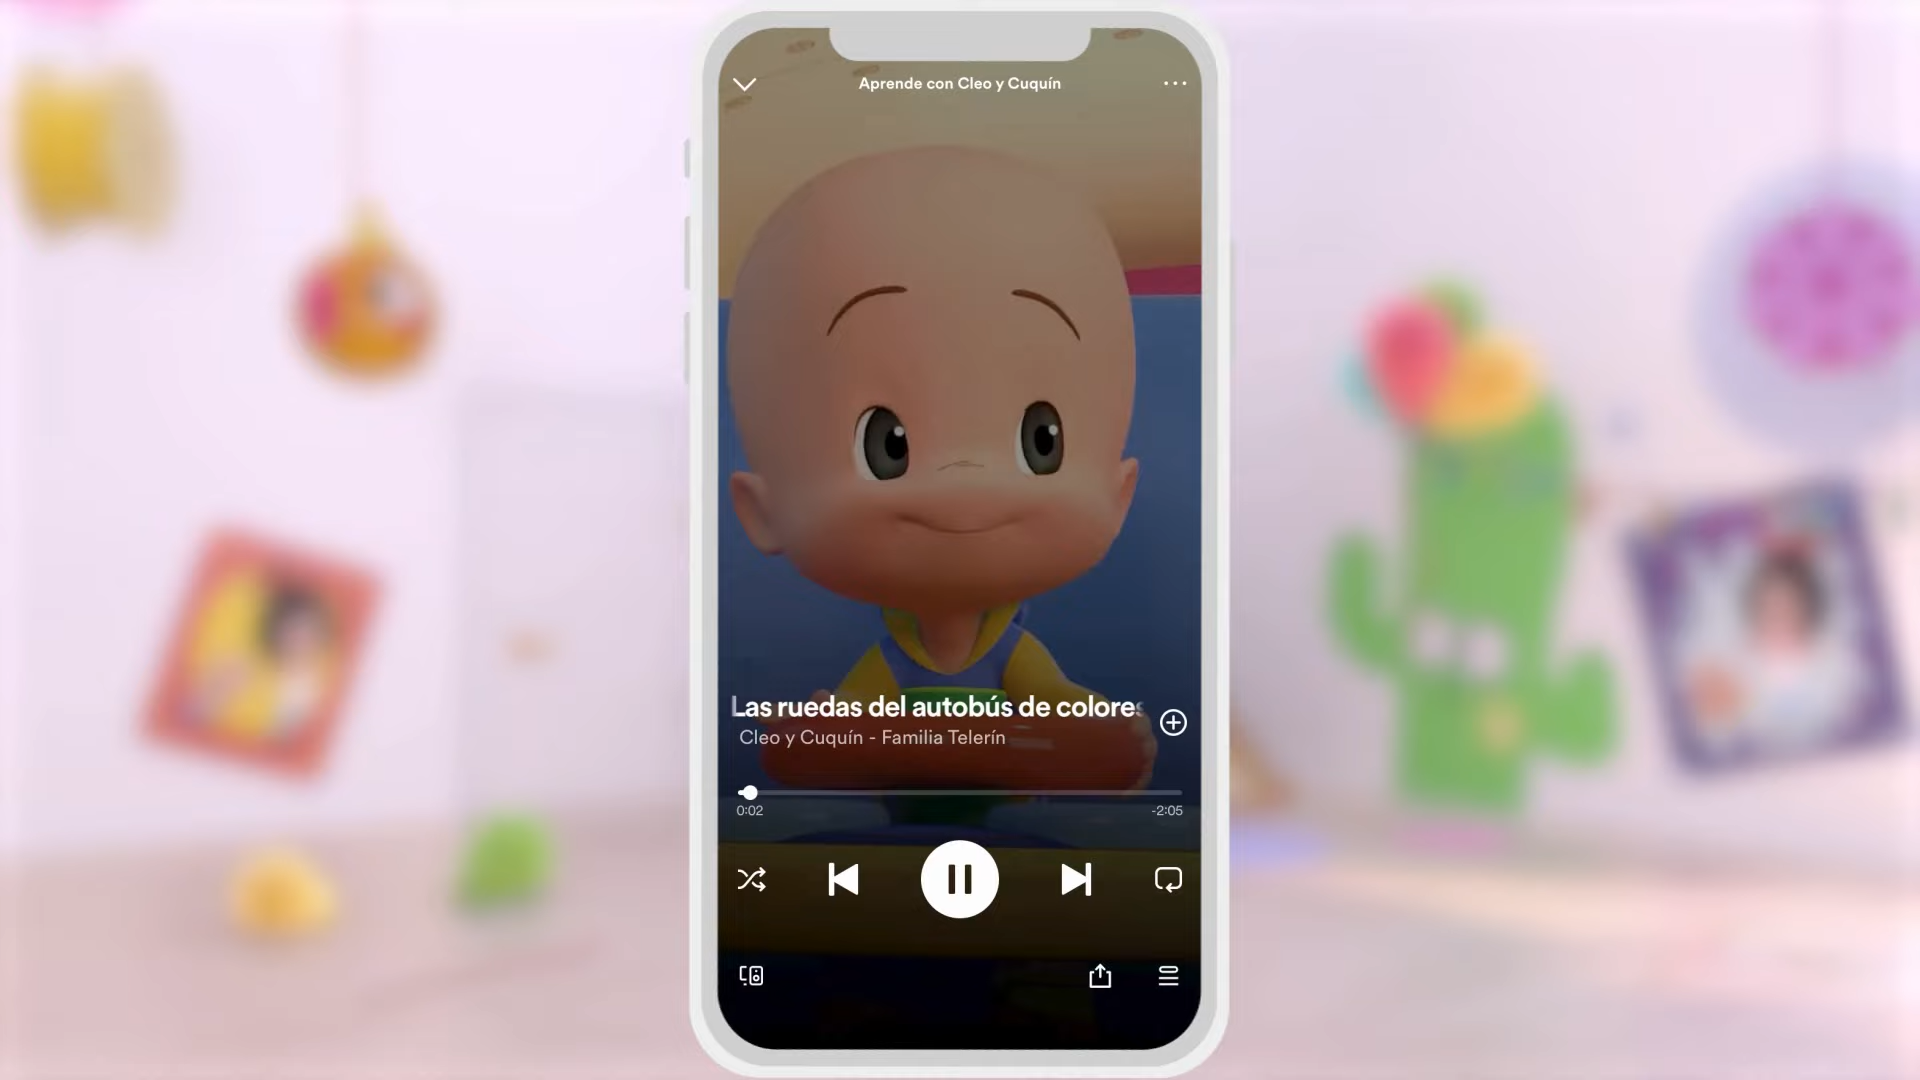 Aprende con Cleo y Cuquín
Las ruedas del autobús de colores
Cleo y Cuquín - Familia Telerín
0:02
-2:05